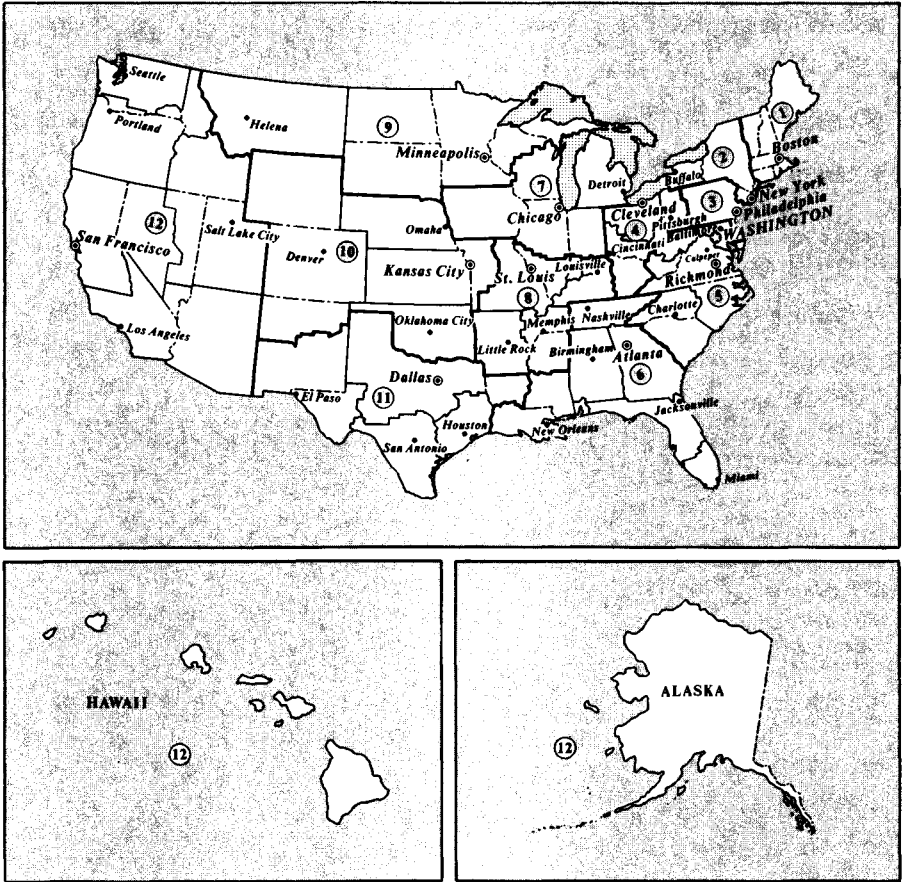 Seattle
Portland
Helena
9
Minneapolis
1
Boston
2
Buffalo
Detroit
7
Chicago
New York
3
Philadelphia
Cleveland
Pittsburgh
4
WASHINGTON
Baltimore
Cincinnati
Culpeper
Richmond
5
12
San Francisco
Salt Lake City
Omaha
Denver
10
Kansas City
St. Louis
Louisville
8
Los Angeles
Oklahoma City
Memphis
Nashville
Charlotte
Little Rock
Birmingham
Atlanta
6
Dallas
El Paso
11
Houston
San Antonio
New Orleans
Jacksonville
Miami
HAWAII
12
ALASKA
12